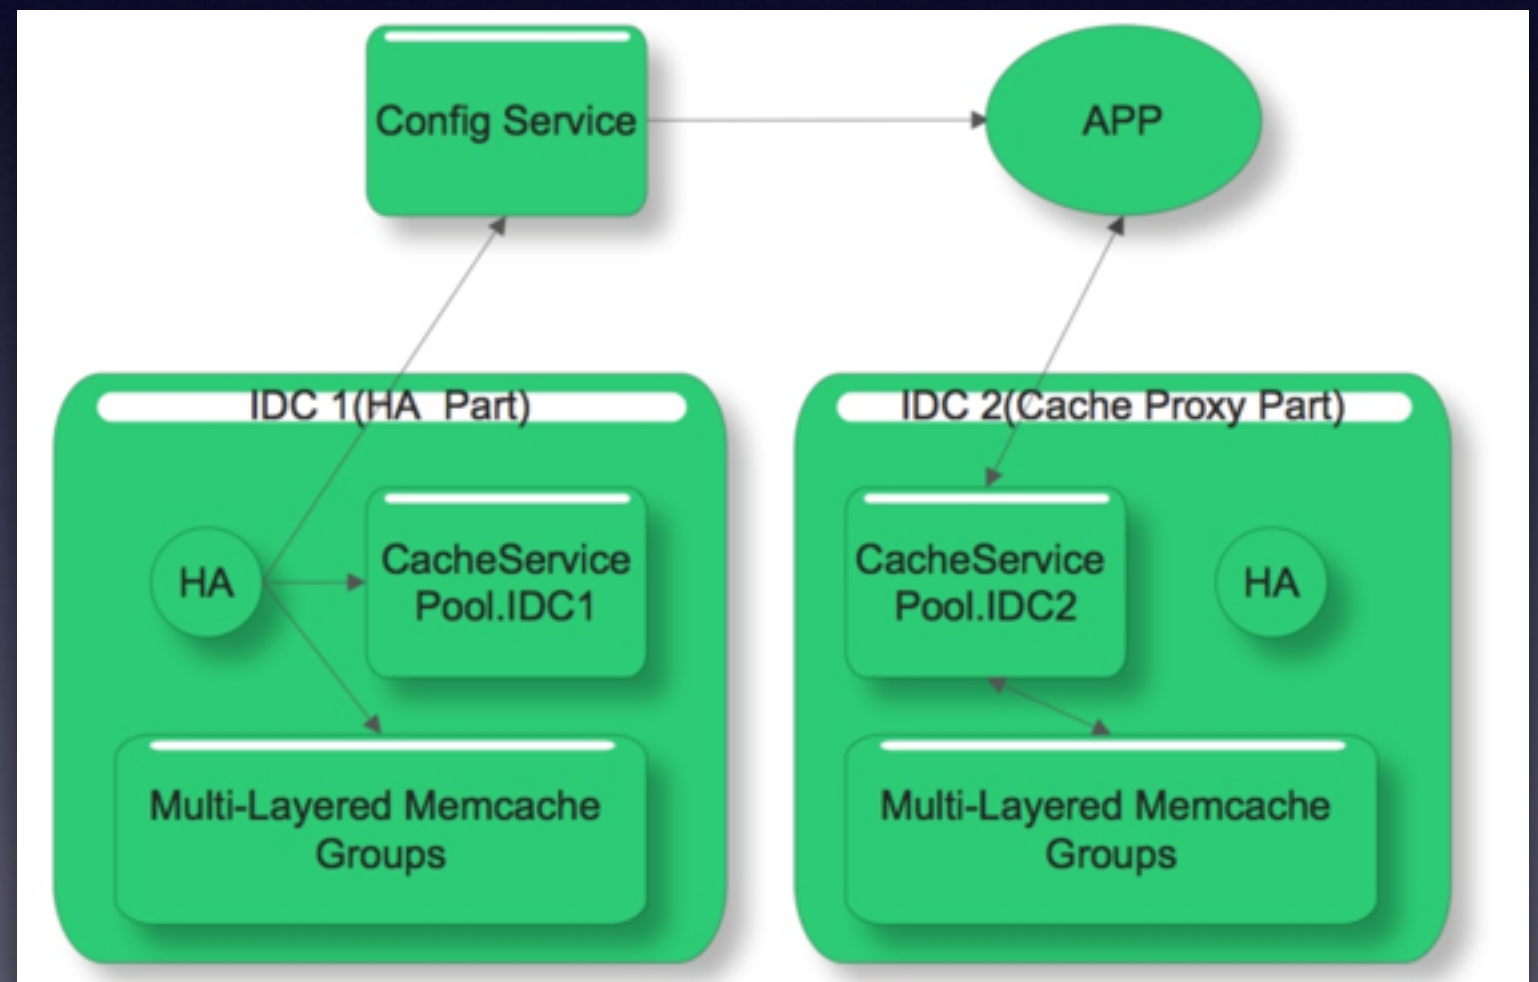 Config Service
APP
IDC 1(HA  Part)
HA
CacheService
Pool.IDC1
Multi-Layered Memcache
Groups
IDC 2(Cache Proxy Part)
CacheService
Pool.IDC2
HA
Multi-Layered Memcache
Groups